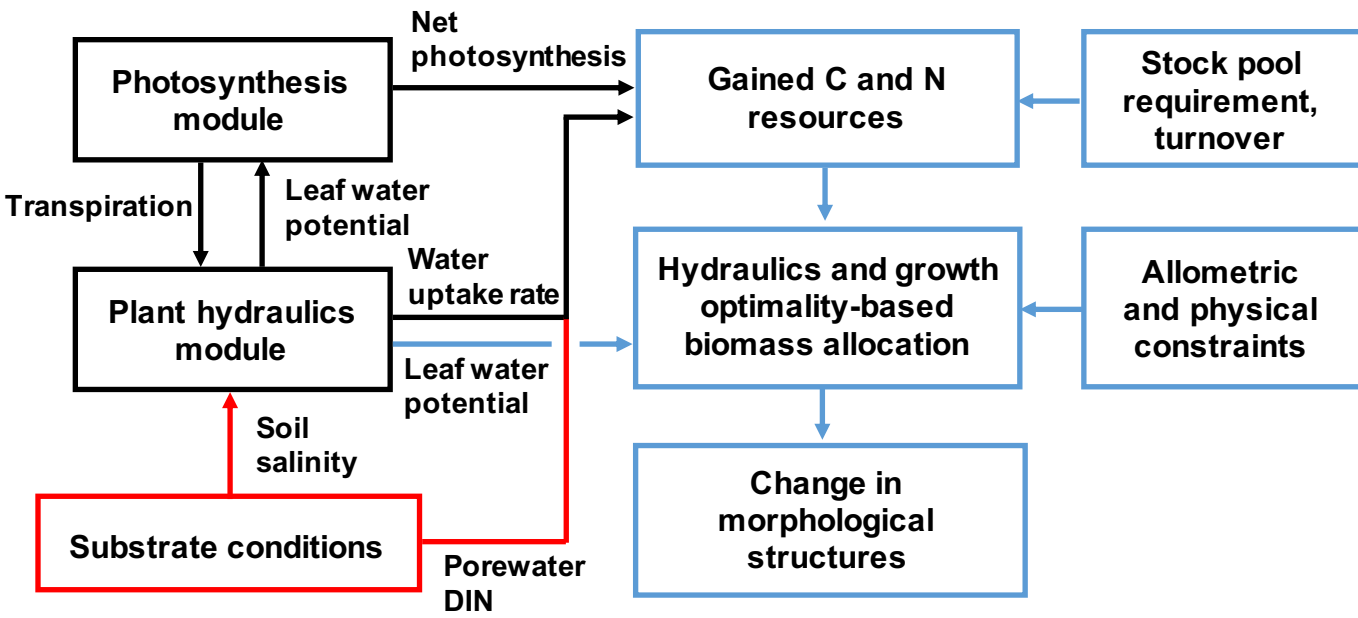 Net
photosynthesis
Photosynthesis
module
Gained C and N
resources
Stock pool
requirement,
turnover
Transpiration
Leaf water
potential
Water
uptake rate
Plant hydraulics
module
Leaf water
potential
Hydraulics and growth
optimality-based
biomass allocation
Allometric
and physical
constraints
Soil
salinity
Substrate conditions
Porewater
DIN
Change in
morphological
structures